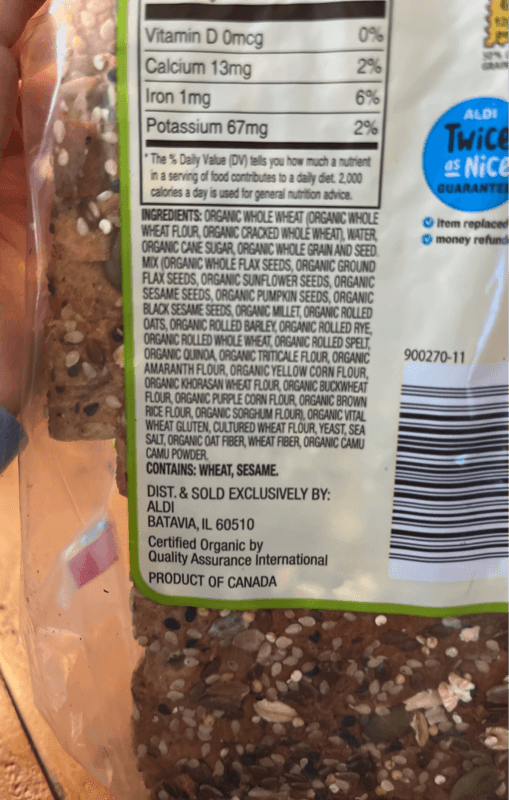 Vitamin D 0mcg 0%
Calcium 13mg 2%
Iron 1mg 6%
Potassium 67mg 2%
* The % Daily Value (DV) tells you how much a nutrient
in a serving of food contributes to a daily diet. 2,000
calories a day is used for general nutrition advice.
INGREDIENTS: ORGANIC WHOLE WHEAT (ORGANIC WHOLE
WHEAT FLOUR, ORGANIC CRACKED WHOLE WHEAT), WATER,
ORGANIC CANE SUGAR, ORGANIC WHOLE GRAIN AND SEED
MIX (ORGANIC WHOLE FLAX SEEDS, ORGANIC GROUND
FLAX SEEDS, ORGANIC SUNFLOWER SEEDS, ORGANIC
SESAME SEEDS, ORGANIC PUMPKIN SEEDS, ORGANIC
BLACK SESAME SEEDS, ORGANIC MILLET, ORGANIC ROLLED
OATS, ORGANIC ROLLED BARLEY, ORGANIC ROLLED RYE,
ORGANIC ROLLED WHOLE WHEAT, ORGANIC ROLLED SPELT,
ORGANIC QUINOA, ORGANIC TRITICALE FLOUR, ORGANIC
AMARANTH FLOUR, ORGANIC YELLOW CORN FLOUR,
ORGANIC KHORASAN WHEAT FLOUR, ORGANIC BUCKWHEAT
FLOUR, ORGANIC PURPLE CORN FLOUR, ORGANIC BROWN
RICE FLOUR, ORGANIC SORGHUM FLOUR), ORGANIC VITAL
WHEAT GLUTEN, CULTURED WHEAT FLOUR, YEAST, SEA
SALT, ORGANIC OAT FIBER, WHEAT FIBER, ORGANIC CAMU
CAMU POWDER.
CONTAINS: WHEAT, SESAME.
DIST. & SOLD EXCLUSIVELY BY:
ALDI
BATAVIA, IL 60510
Certified Organic by
Quality Assurance International
PRODUCT OF CANADA
ALDI
Twice
as Nice
GUARANTEE
item replaced
money refund
900270-11